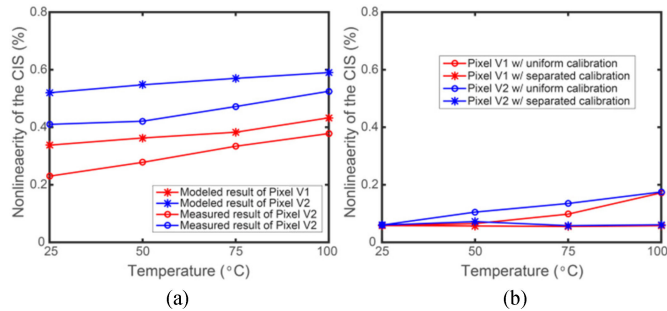 Nonlineaerity of the CIS (%)
0.8
0.6
0.4
0.2
0
25
50
75
100
Temperature (°C)
Modeled result of Pixel V1
Modeled result of Pixel V2
Measured result of Pixel V2
Measured result of Pixel V2
(a)
Nonlineaerity of the CIS (%)
0.8
0.6
0.4
0.2
0
25
50
75
100
Temperature (°C)
Pixel V1 w/ uniform calibration
Pixel V1 w/ separated calibration
Pixel V2 w/ uniform calibration
Pixel V2 w/ separated calibration
(b)